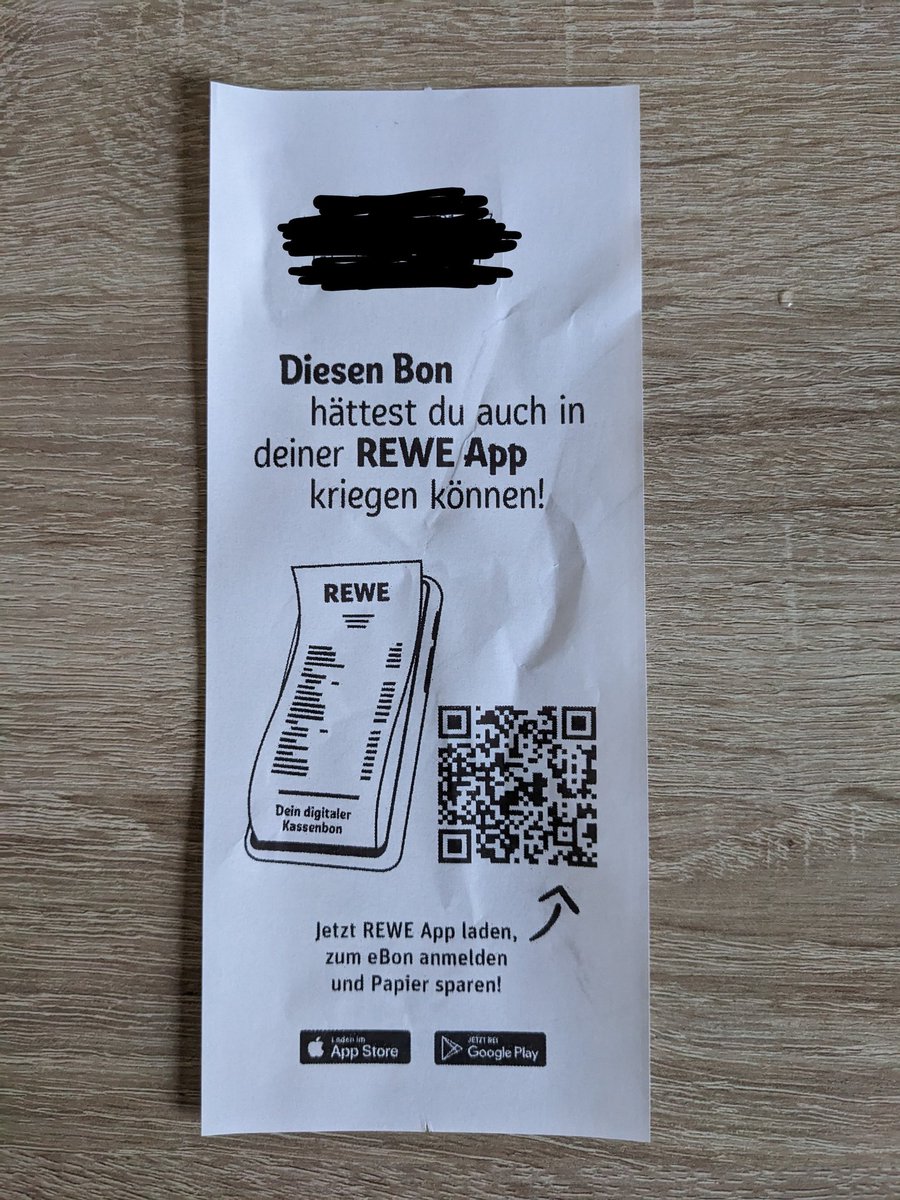 Diesen Bon
hättest du auch in
deiner REWE App
kriegen können!
REWE
Dein digitaler
Kassenbon
Jetzt REWE App laden,
zum eBon anmelden
und Papier sparen!
Laden im
App Store
JETZT BEI
Google Play